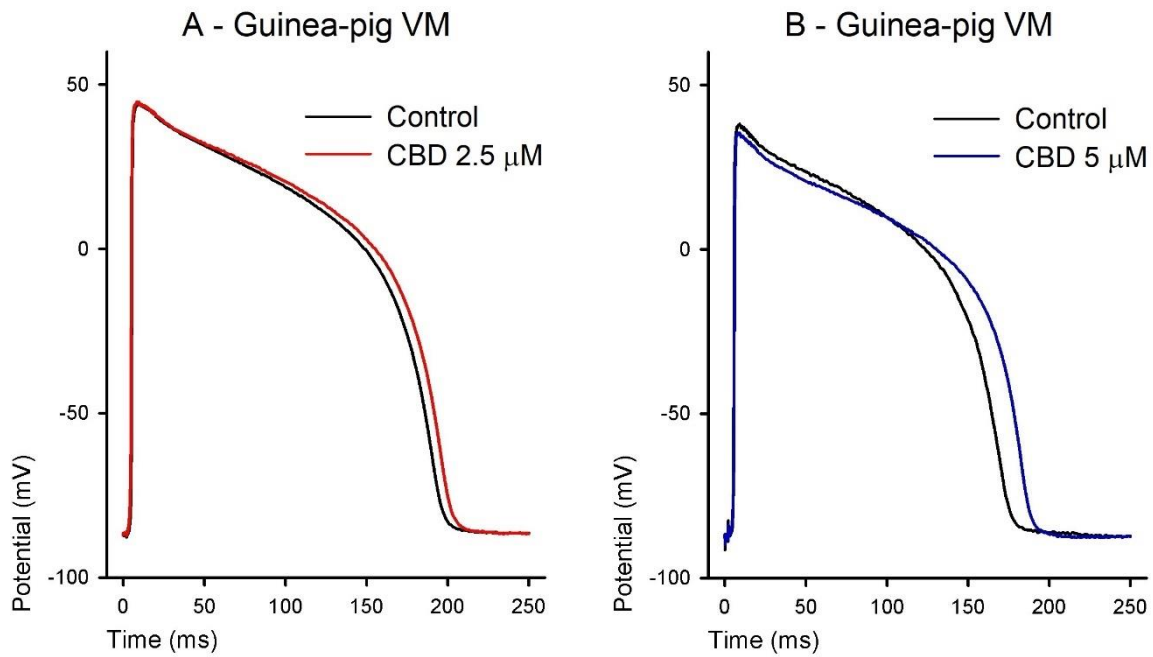 A - Guinea-pig VM
50
0
-50
-100
Potential (mV)
Control
CBD 2.5 μM
0 50 100 150 200 250
Time (ms)
B - Guinea-pig VM
50
0
-50
-100
Potential (mV)
Control
CBD 5 μM
0 50 100 150 200 250
Time (ms)